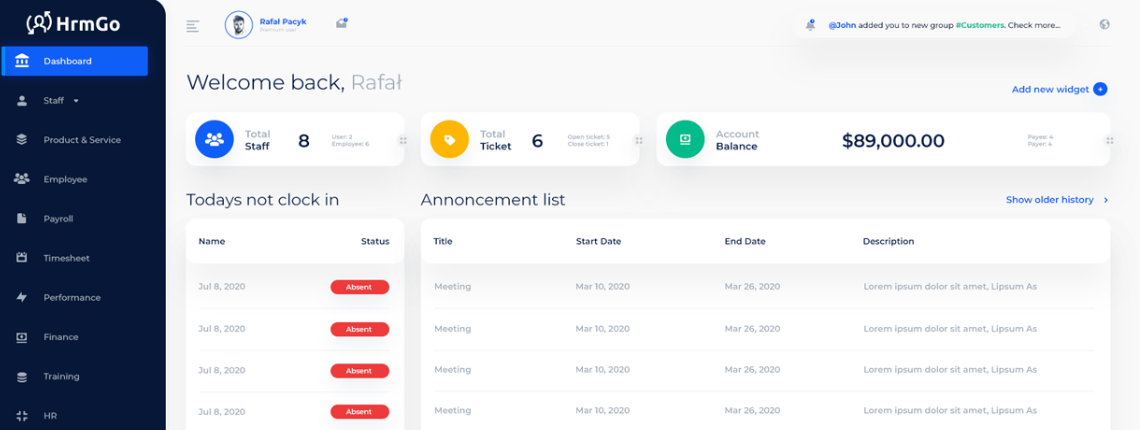 HrmGo
Rafał Pacyk
Premium user
@John added you to new group #Customers. Check more...
Dashboard
Staff
Product & Service
Employee
Payroll
Timesheet
Performance
Finance
Training
HR
Welcome back, Rafał
Add new widget
Total
Staff
8
User: 2
Employee: 6
Total
Ticket
6
Open ticket: 5
Close ticket: 1
Account
Balance
$89,000.00
Payee: 4
Payer: 4
Todays not clock in
Name Status
Jul 8, 2020 Absent
Jul 8, 2020 Absent
Jul 8, 2020 Absent
Jul 8, 2020 Absent
Annoncement list
Show older history
Title Start Date End Date Description
Meeting Mar 10, 2020 Mar 26, 2020 Lorem ipsum dolor sit amet, Lipsum As
Meeting Mar 10, 2020 Mar 26, 2020 Lorem ipsum dolor sit amet, Lipsum As
Meeting Mar 10, 2020 Mar 26, 2020 Lorem ipsum dolor sit amet, Lipsum As
Meeting Mar 10, 2020 Mar 26, 2020 Lorem ipsum dolor sit amet, Lipsum As